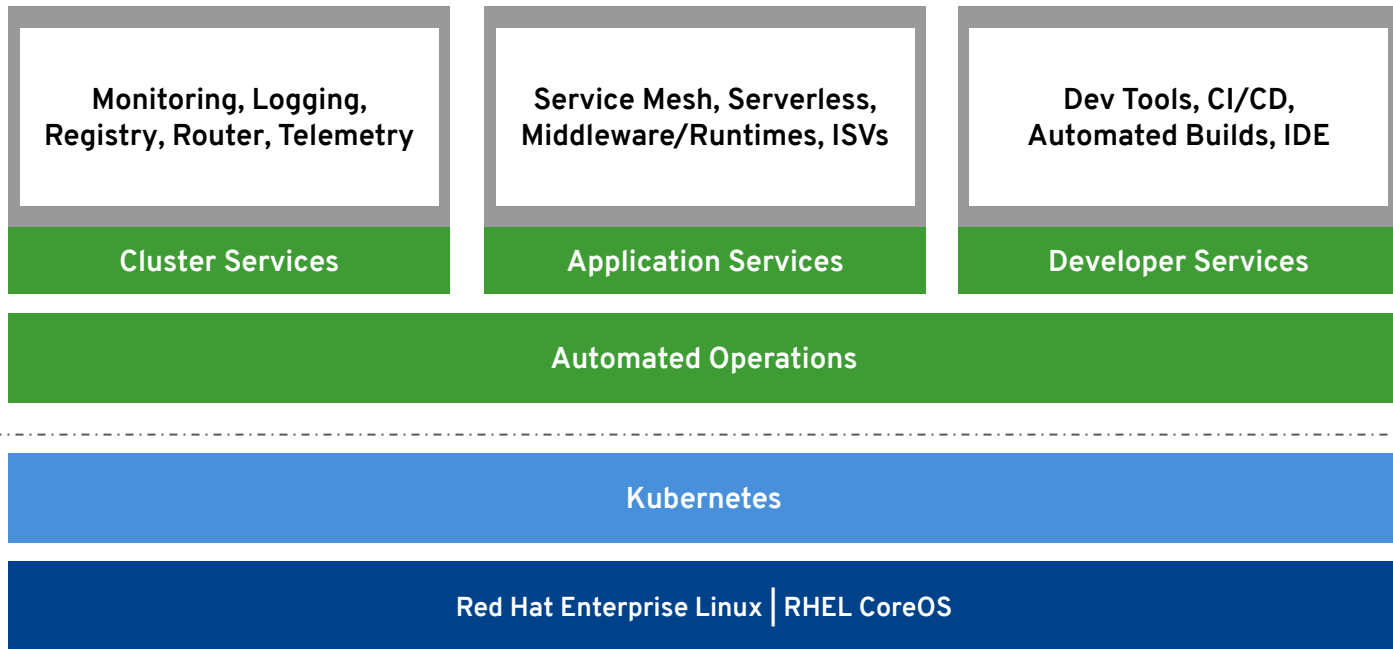 Monitoring, Logging,
Registry, Router, Telemetry
Cluster Services
Service Mesh, Serverless,
Middleware/Runtimes, ISVs
Application Services
Dev Tools, CI/CD,
Automated Builds, IDE
Developer Services
Automated Operations
Kubernetes
Red Hat Enterprise Linux | RHEL CoreOS